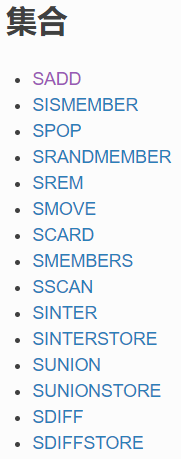 集合
SADD
SISMEMBER
SPOP
SRANDMEMBER
SREM
SMOVE
SCARD
SMEMBERS
SSCAN
SINTER
SINTERSTORE
SUNION
SUNIONSTORE
SDIFF
SDIFFSTORE